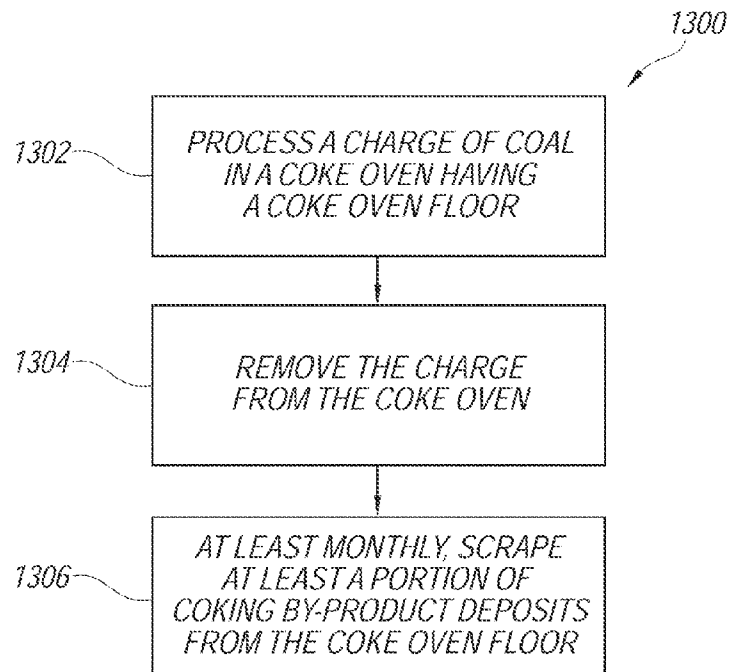 1300
1302
PROCESS A CHARGE OF COAL
IN A COKE OVEN HAVING
A COKE OVEN FLOOR
1304
REMOVE THE CHARGE
FROM THE COKE OVEN
1306
AT LEAST MONTHLY, SCRAPE
AT LEAST A PORTION OF
COKING BY-PRODUCT DEPOSITS
FROM THE COKE OVEN FLOOR